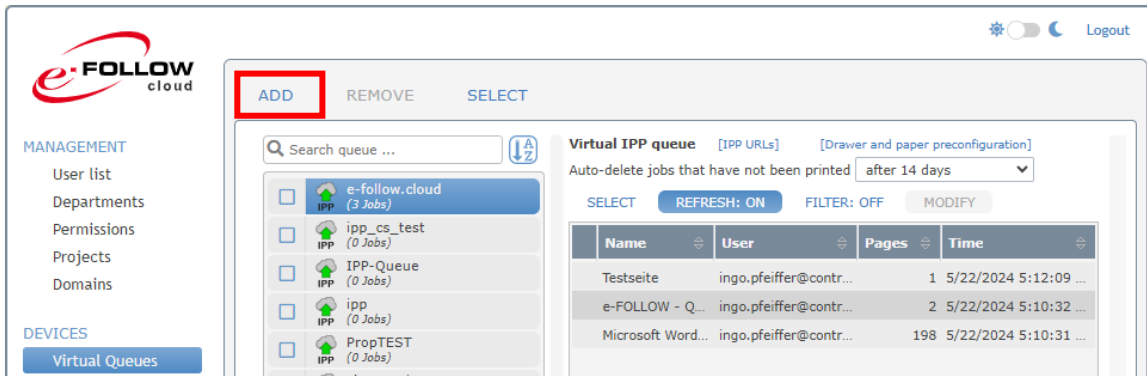 Logout
e-FOLLOW
cloud
ADD REMOVE SELECT
MANAGEMENT
User list
Departments
Permissions
Projects
Domains
DEVICES
Virtual Queues
Search queue ...
A
Z
e-follow.cloud
(3 Jobs)
IPP
ipp_cs_test
(0 Jobs)
IPP
IPP-Queue
(0 Jobs)
IPP
ipp
(0 Jobs)
IPP
PropTEST
(0 Jobs)
IPP
Virtual IPP queue [IPP URLs] [Drawer and paper preconfiguration]
Auto-delete jobs that have not been printed after 14 days
SELECT REFRESH: ON FILTER: OFF MODIFY
Name User Pages Time
Testseite ingo.pfeiffer@contr... 1 5/22/2024 5:12:09 ...
e-FOLLOW - Q... ingo.pfeiffer@contr... 2 5/22/2024 5:10:32 ...
Microsoft Word... ingo.pfeiffer@contr... 198 5/22/2024 5:10:31 ...